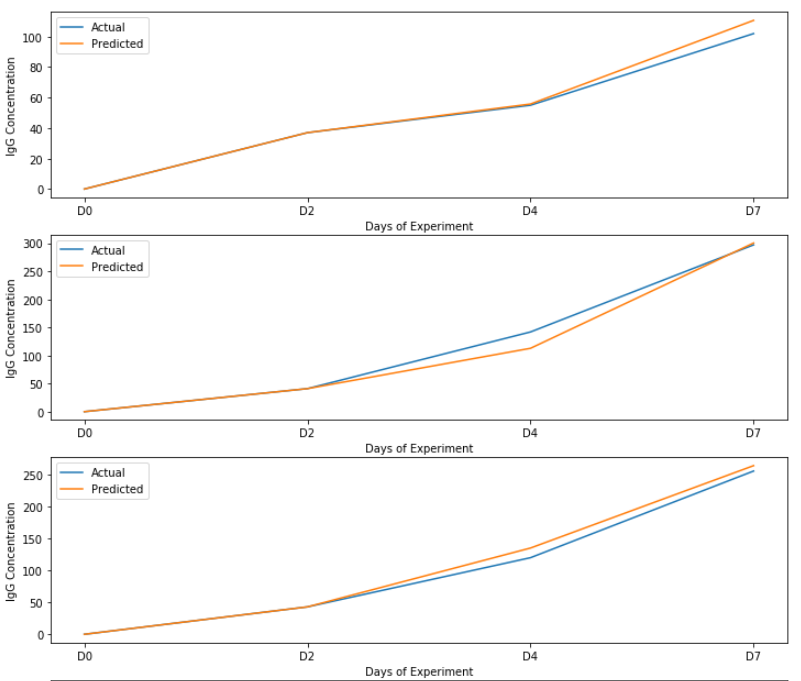 Actual
Predicted
100
80
60
40
20
0
IgG Concentration
D0 D2 D4 D7
Days of Experiment
Actual
Predicted
300
250
200
150
100
50
0
IgG Concentration
D0 D2 D4 D7
Days of Experiment
Actual
Predicted
250
200
150
100
50
0
IgG Concentration
D0 D2 D4 D7
Days of Experiment